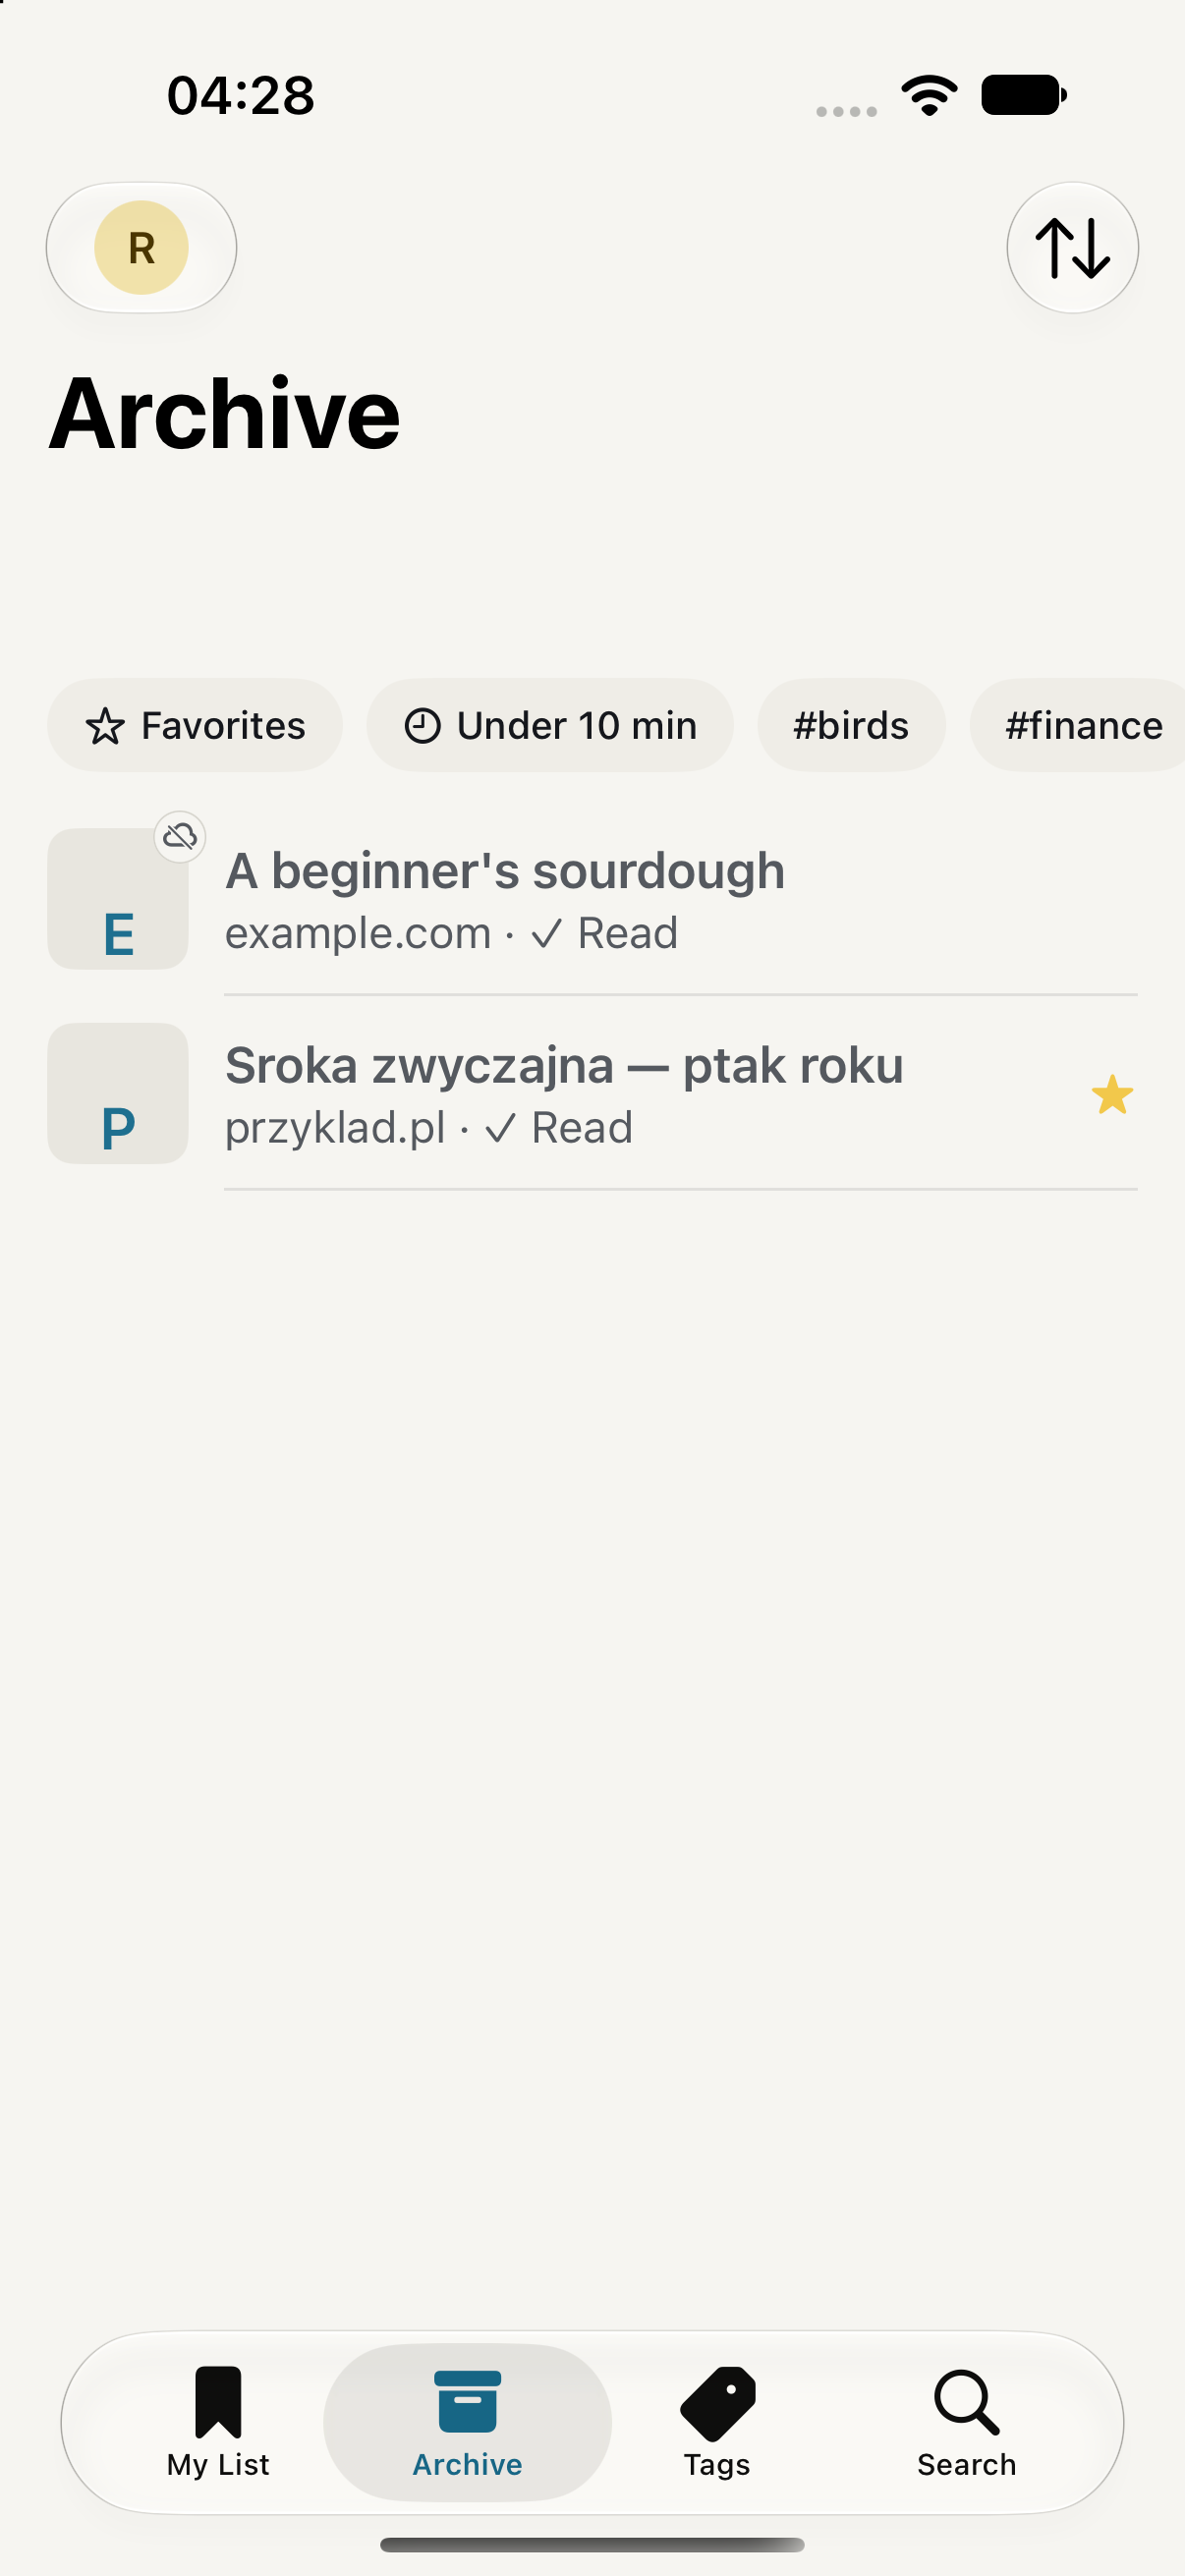 04:28
R
Archive
Favorites
Under 10 min
#birds
#finance
E
A beginner's sourdough
example.com · ✓ Read
P
Sroka zwyczajna — ptak roku
przyklad.pl · ✓ Read
My List
Archive
Tags
Search